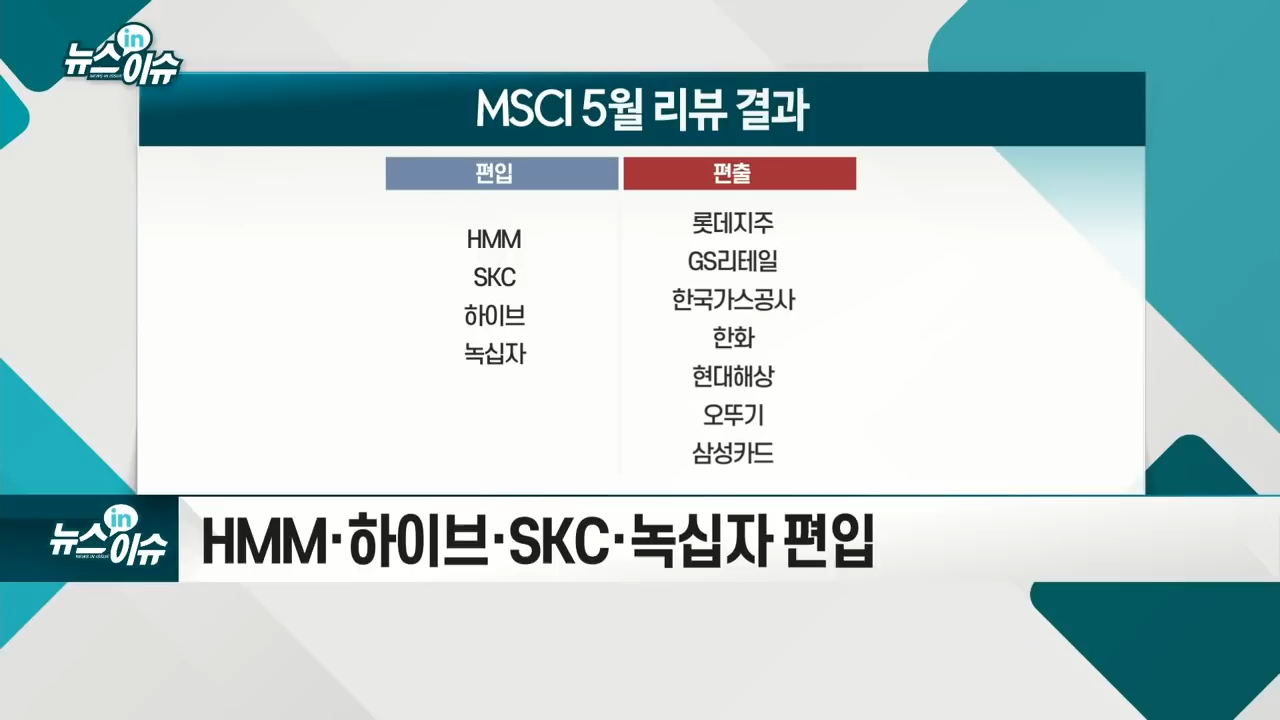 뉴스in이슈
MSCI 5월 리뷰 결과
편입
편출
HMM
SKC
하이브
녹십자
롯데지주
GS리테일
한국가스공사
한화
현대해상
오뚜기
삼성카드
뉴스in이슈
HMM·하이브·SKC·녹십자 편입